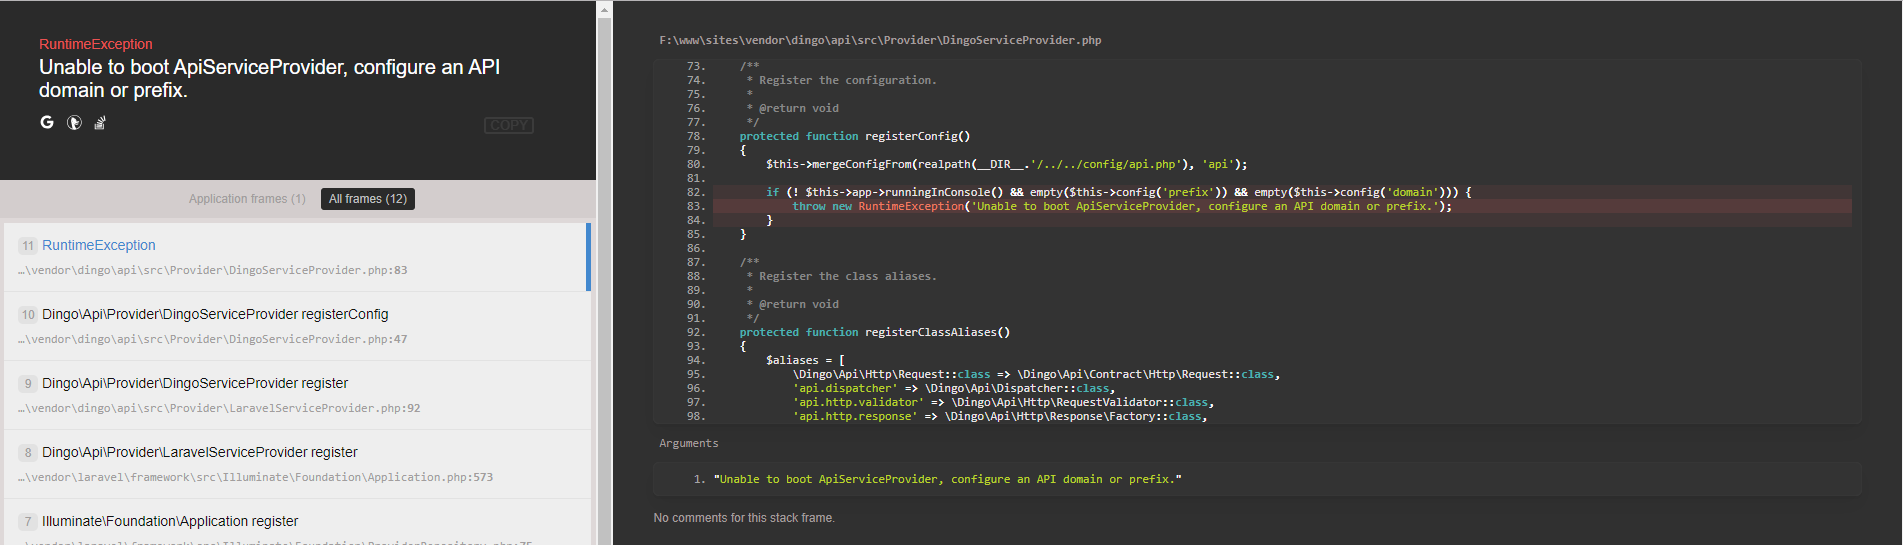 RuntimeException
Unable to boot ApiServiceProvider, configure an API
domain or prefix.
COPY
Application frames (1)
All frames (12)
11 RuntimeException
…\vendor\dingo\api\src\Provider\DingoServiceProvider.php:83
10 Dingo\Api\Provider\DingoServiceProvider registerConfig
…\vendor\dingo\api\src\Provider\DingoServiceProvider.php:47
9 Dingo\Api\Provider\DingoServiceProvider register
…\vendor\dingo\api\src\Provider\LaravelServiceProvider.php:92
8 Dingo\Api\Provider\LaravelServiceProvider register
…\vendor\laravel\framework\src\Illuminate\Foundation\Application.php:573
7 Illuminate\Foundation\Application register
…\vendor\laravel\framework\src\Illuminate\Foundation\ProviderRepository.php:75
F:\www\sites\vendor\dingo\api\src\Provider\DingoServiceProvider.php
73. /**
74. * Register the configuration.
75. *
76. * @return void
77. */
78. protected function registerConfig()
79. {
80. $this->mergeConfigFrom(realpath(__DIR__.'/../../config/api.php'), 'api');
81.
82. if (! $this->app->runningInConsole() && empty($this->config('prefix')) && empty($this->config('domain'))) {
83. throw new RuntimeException('Unable to boot ApiServiceProvider, configure an API domain or prefix.');
84. }
85. }
86.
87. /**
88. * Register the class aliases.
89. *
90. * @return void
91. */
92. protected function registerClassAliases()
93. {
94. $aliases = [
95. \Dingo\Api\Http\Request::class => \Dingo\Api\Contract\Http\Request::class,
96. 'api.dispatcher' => \Dingo\Api\Dispatcher::class,
97. 'api.http.validator' => \Dingo\Api\Http\RequestValidator::class,
98. 'api.http.response' => \Dingo\Api\Http\Response\Factory::class,
Arguments
1. "Unable to boot ApiServiceProvider, configure an API domain or prefix."
No comments for this stack frame.